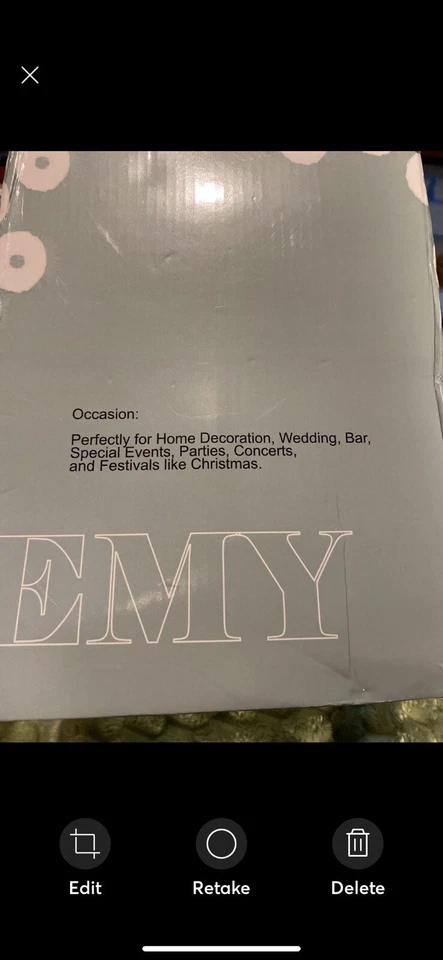 Occasion:
Perfectly for Home Decoration, Wedding, Bar,
Special Events, Parties, Concerts,
and Festivals like Christmas.
EMY
Edit
Retake
Delete